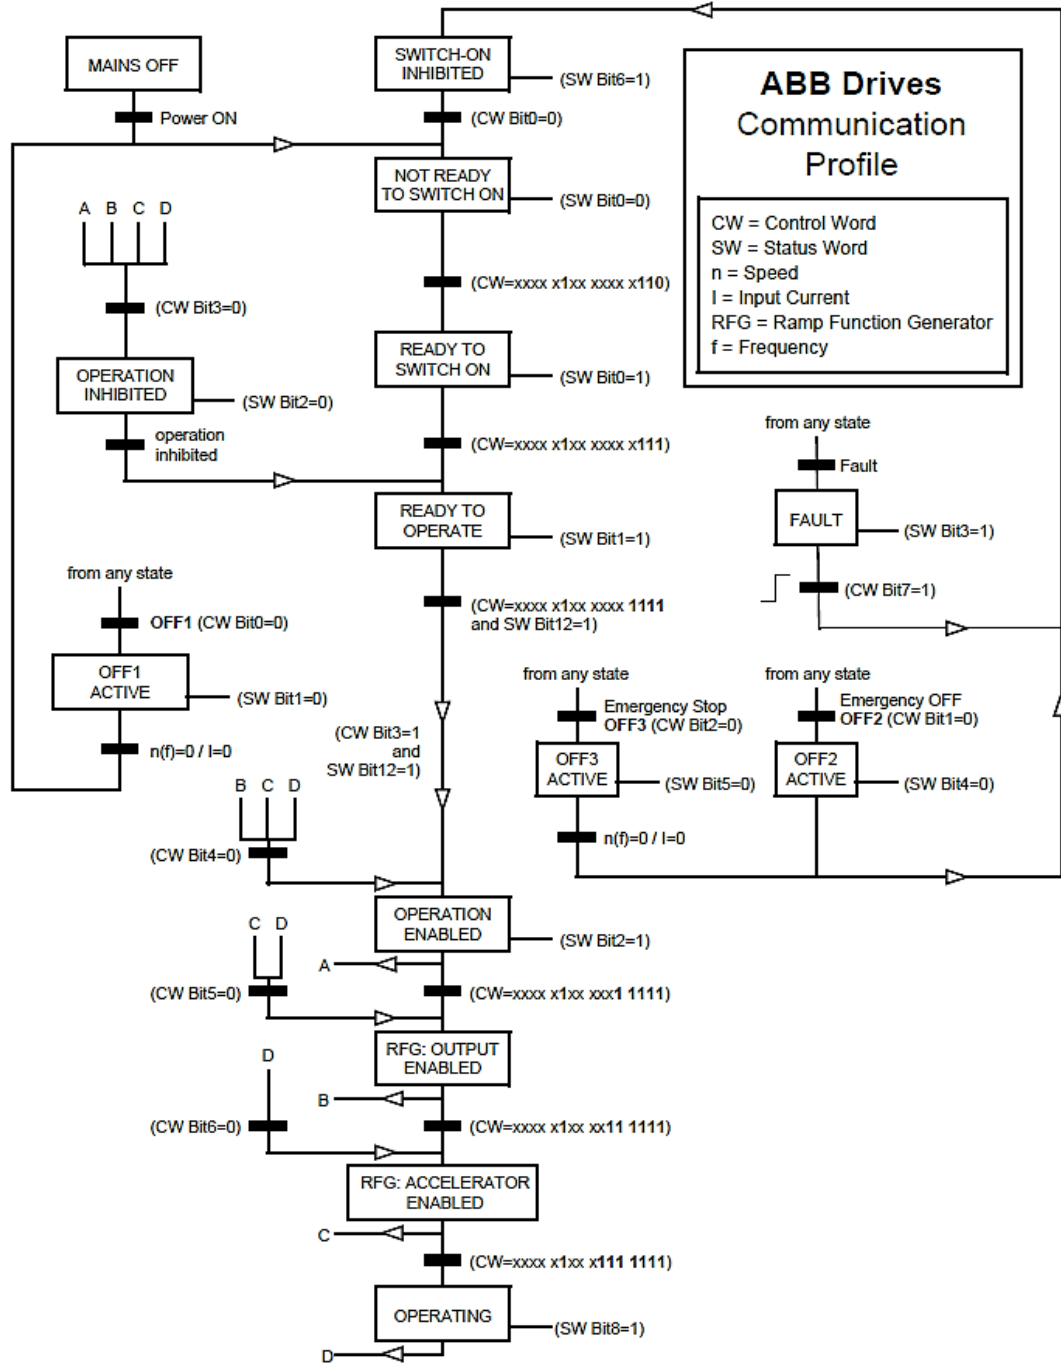 MAINS OFF
Power ON
SWITCH-ON
INHIBITED
(SW Bit6=1)
(CW Bit0=0)
ABB Drives
Communication
Profile
CW = Control Word
SW = Status Word
n = Speed
I = Input Current
RFG = Ramp Function Generator
f = Frequency
NOT READY
TO SWITCH ON
(SW Bit0=0)
A B C D
(CW Bit3=0)
(CW=xxxx x1xx xxxx x110)
OPERATION
INHIBITED
(SW Bit2=0)
operation
inhibited
READY TO
SWITCH ON
(SW Bit0=1)
(CW=xxxx x1xx xxxx x111)
from any state
Fault
FAULT
(SW Bit3=1)
(CW Bit7=1)
READY TO
OPERATE
(SW Bit1=1)
(CW=xxxx x1xx xxxx 1111
and SW Bit12=1)
from any state
OFF1 (CW Bit0=0)
OFF1
ACTIVE
(SW Bit1=0)
n(f)=0 / I=0
(CW Bit3=1
and
SW Bit12=1)
from any state
Emergency Stop
OFF3 (CW Bit2=0)
OFF3
ACTIVE
(SW Bit5=0)
n(f)=0 / I=0
from any state
Emergency OFF
OFF2 (CW Bit1=0)
OFF2
ACTIVE
(SW Bit4=0)
B C D
(CW Bit4=0)
OPERATION
ENABLED
(SW Bit2=1)
A
C D
(CW Bit5=0)
(CW=xxxx x1xx xxx1 1111)
RFG: OUTPUT
ENABLED
D
B
(CW Bit6=0)
(CW=xxxx x1xx xx11 1111)
RFG: ACCELERATOR
ENABLED
C
(CW=xxxx x1xx x111 1111)
OPERATING
(SW Bit8=1)
D